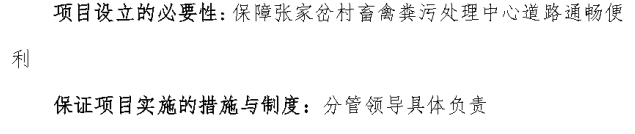 项目设立的必要性：保障张家岔村畜禽粪污处理中心道路通畅便
利
保证项目实施的措施与制度：分管领导具体负责